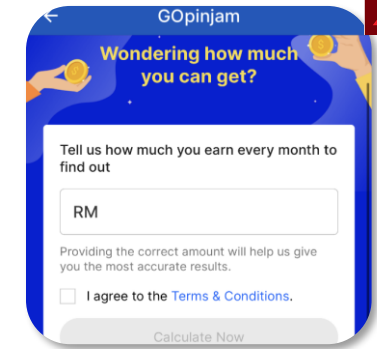 GOpinjam
Wondering how much
you can get?
Tell us how much you earn every month to
find out
RM
Providing the correct amount will help us give
you the most accurate results.
I agree to the Terms & Conditions.
Calculate Now